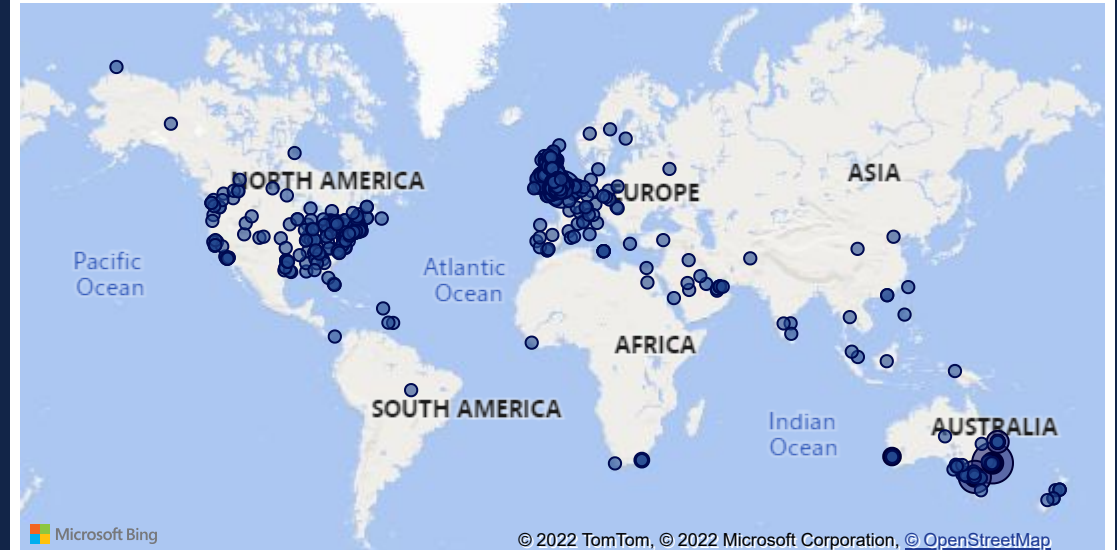 NORTH AMERICA
EUROPE
ASIA
Pacific
Ocean
Atlantic
Ocean
AFRICA
SOUTH AMERICA
Indian
Ocean
AUSTRALIA
Microsoft Bing
© 2022 TomTom, © 2022 Microsoft Corporation, © OpenStreetMap